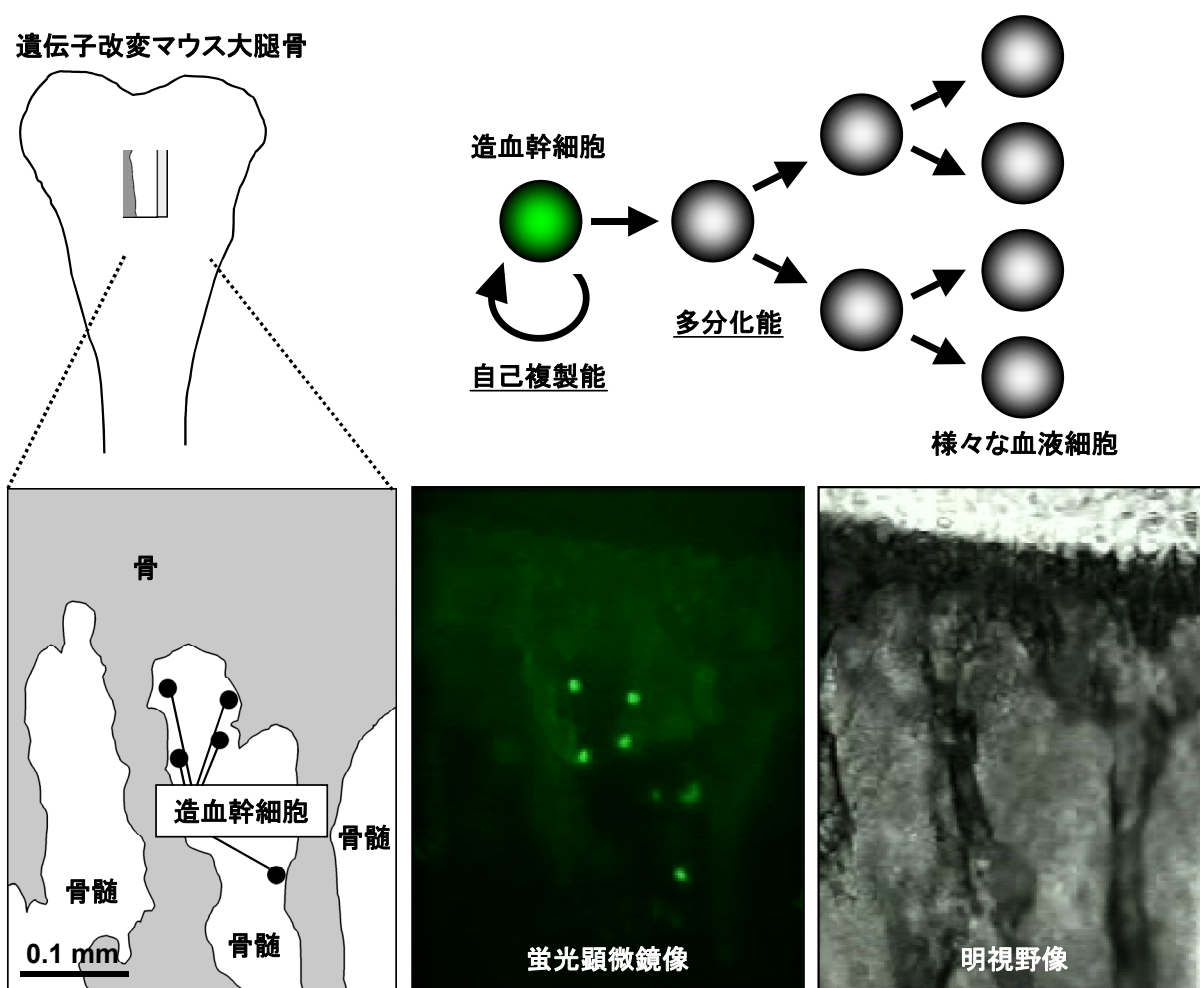 遺伝子改変マウス大腿骨
造血幹細胞
多分化能
自己複製能
様々な血液細胞
骨
造血幹細胞
骨髄
骨髄
骨髄
0.1 mm
蛍光顕微鏡像
明視野像